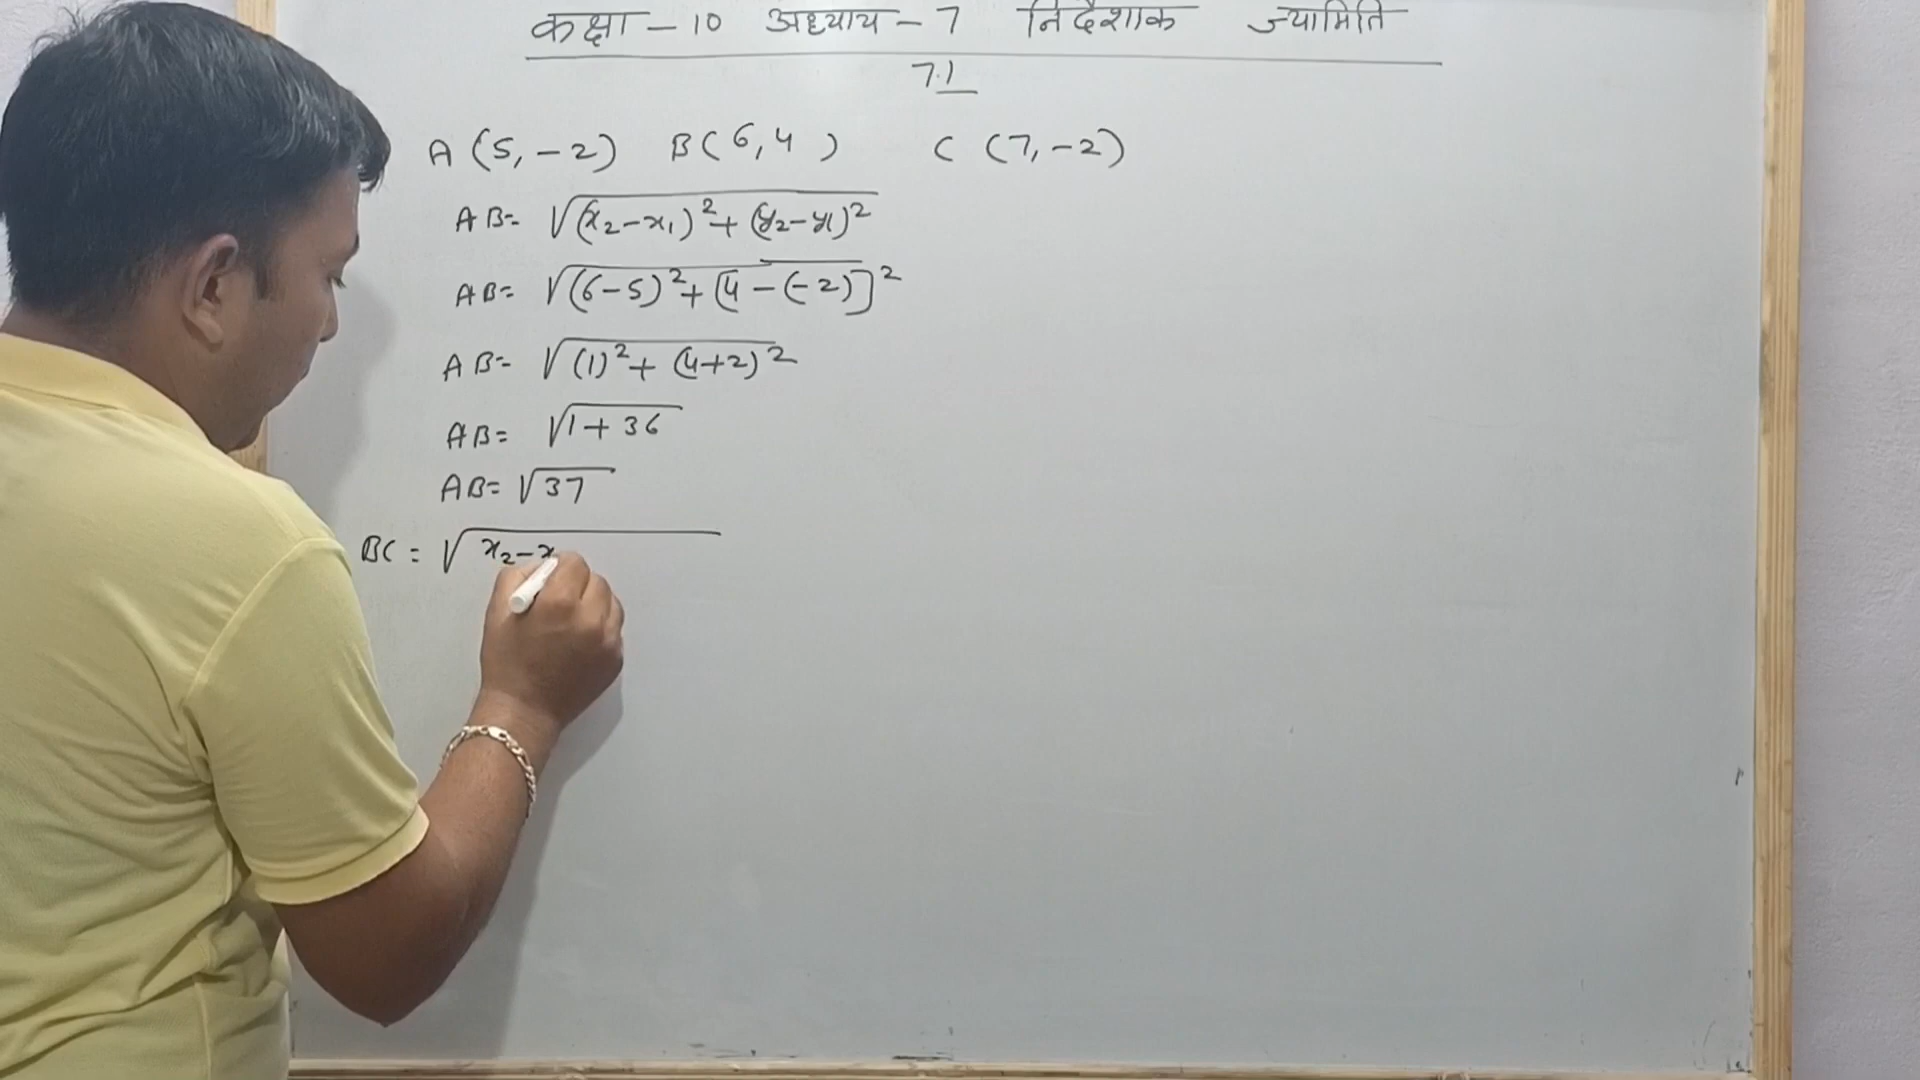 कक्षा – 10 अध्याय – 7 निर्देशांक ज्यामिति
7.1
A (5, -2) B( 6, 4 ) C (7, -2)
AB= √(x₂-x₁)²+(y₂-y₁)²
AB= √(6-5)²+[4-(-2)]²
AB= √(1)²+(4+2)²
AB= √1+36
AB= √37
BC = √x₂-x